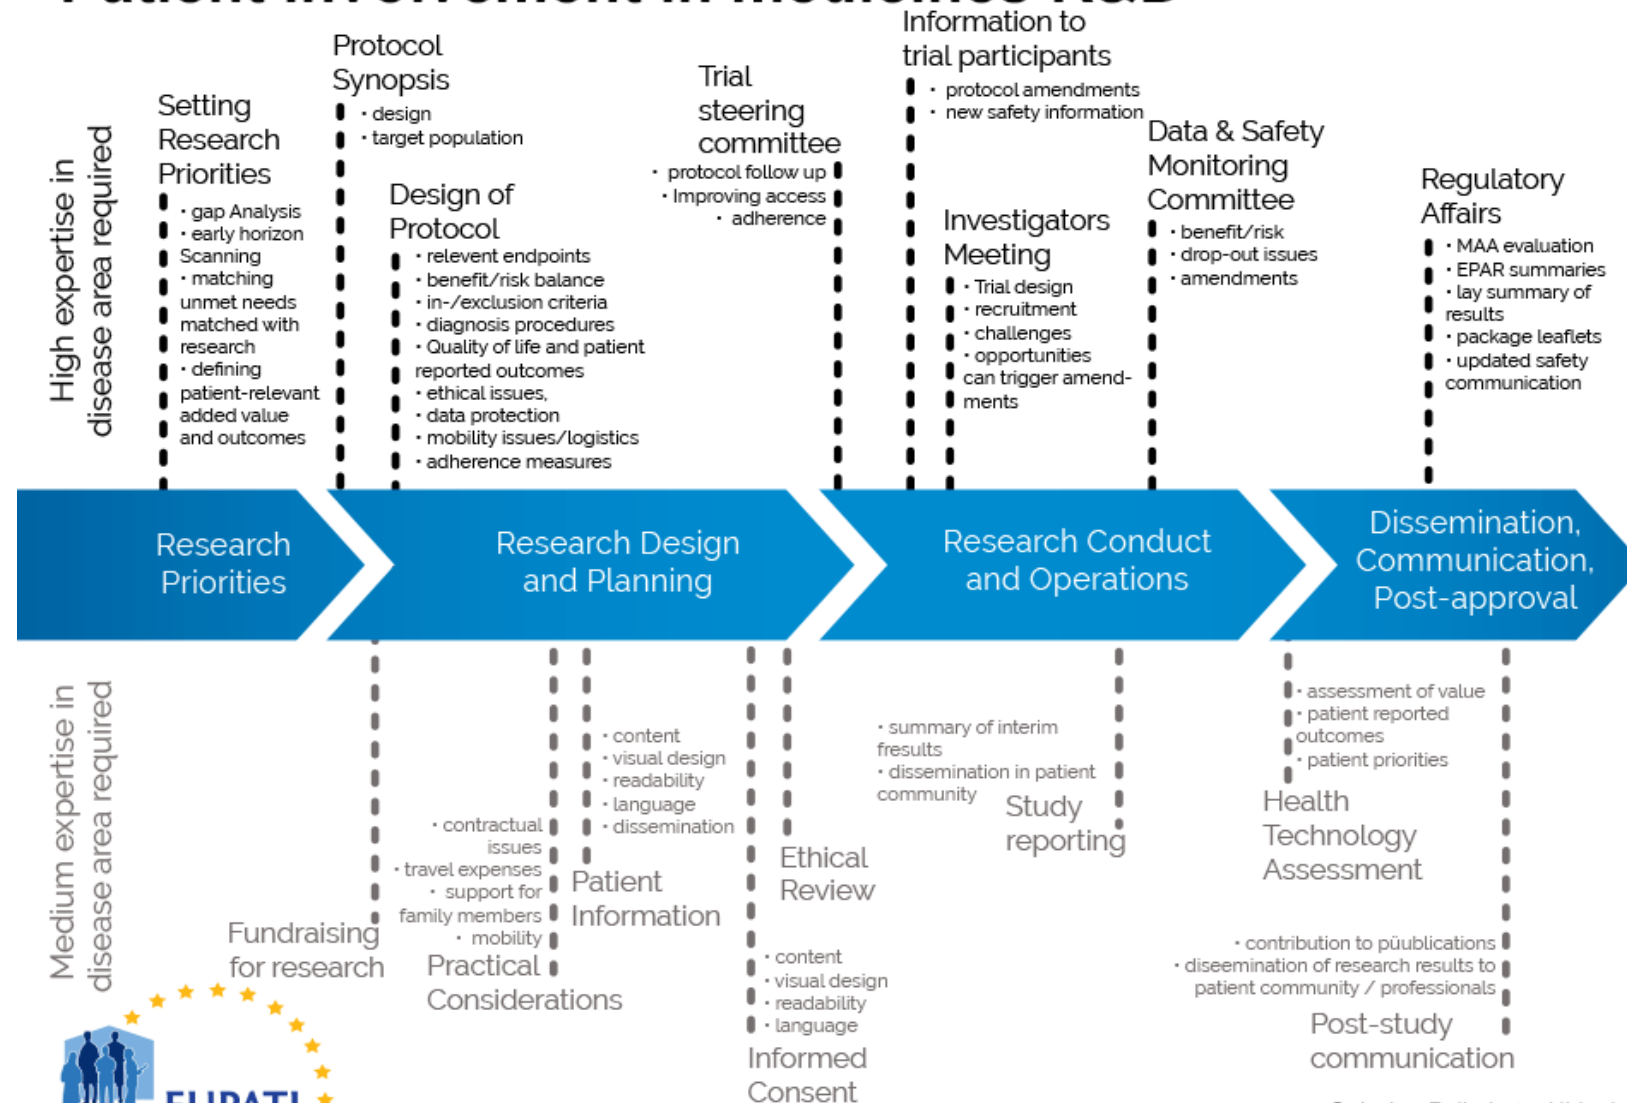 Patient Involvement in Medicines R&D
High expertise in
disease area required
Setting
Research
Priorities
• gap Analysis
• early horizon
Scanning
• matching
unmet needs
matched with
research
• defining
patient-relevant
added value
and outcomes
Protocol
Synopsis
• design
• target population
Design of
Protocol
• relevent endpoints
• benefit/risk balance
• in-/exclusion criteria
• diagnosis procedures
• Quality of life and patient
reported outcomes
• ethical issues,
• data protection
• mobility issues/logistics
• adherence measures
Trial
steering
committee
• protocol follow up
• Improving access
• adherence
Information to
trial participants
• protocol amendments
• new safety information
Investigators
Meeting
• Trial design
• recruitment
• challenges
• opportunities
can trigger amend-
ments
Data & Safety
Monitoring
Committee
• benefit/risk
• drop-out issues
• amendments
Regulatory
Affairs
• MAA evaluation
• EPAR summaries
• lay summary of
results
• package leaflets
• updated safety
communication
Research
Priorities
Research Design
and Planning
Research Conduct
and Operations
Dissemination,
Communication,
Post-approval
Medium expertise in
disease area required
Fundraising
for research
• contractual
issues
• travel expenses
• support for
family members
• mobility
Practical
Considerations
• content
• visual design
• readability
• language
• dissemination
Patient
Information
Ethical
Review
• content
• visual design
• readability
• language
Informed
Consent
• summary of interim
fresults
• dissemination in patient
community
Study
reporting
• assessment of value
• patient reported
outcomes
• patient priorities
Health
Technology
Assessment
• contribution to püublications
• diseemination of research results to
patient community / professionals
Post-study
communication
EUPATI